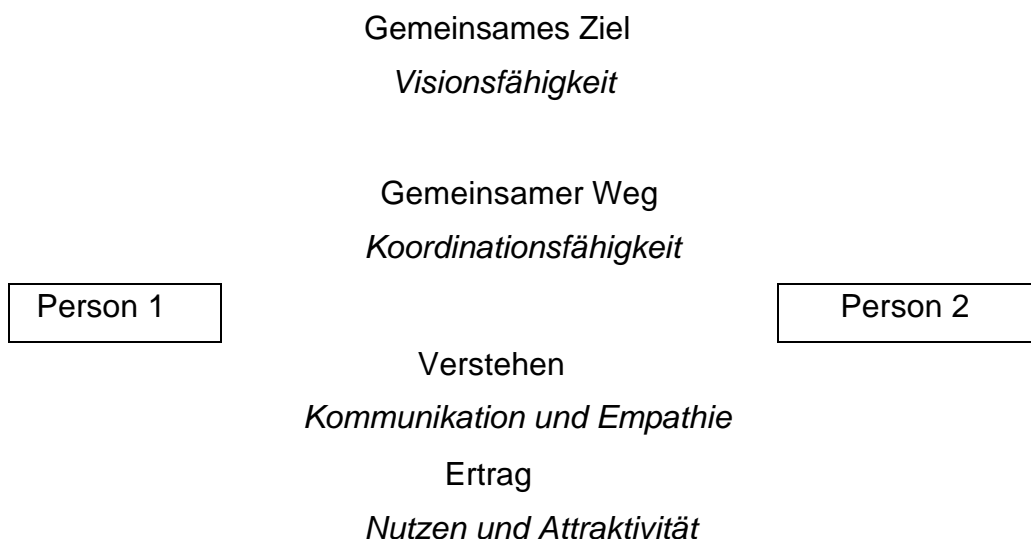 Gemeinsames Ziel
Visionsfähigkeit
Gemeinsamer Weg
Koordinationsfähigkeit
Person 1
Person 2
Verstehen
Kommunikation und Empathie
Ertrag
Nutzen und Attraktivität